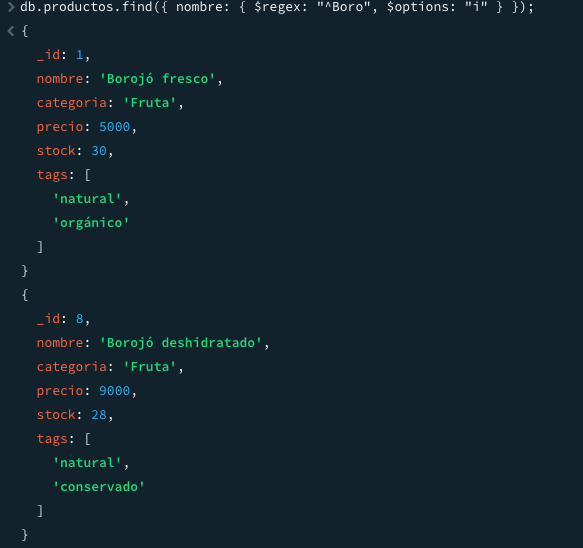 > db.productos.find({ nombre: { $regex: "^Boro", $options: "i" } });
< {
_id: 1,
nombre: 'Borojó fresco',
categoria: 'Fruta',
precio: 5000,
stock: 30,
tags: [
'natural',
'orgánico'
]
}
{
_id: 8,
nombre: 'Borojó deshidratado',
categoria: 'Fruta',
precio: 9000,
stock: 28,
tags: [
'natural',
'conservado'
]
}